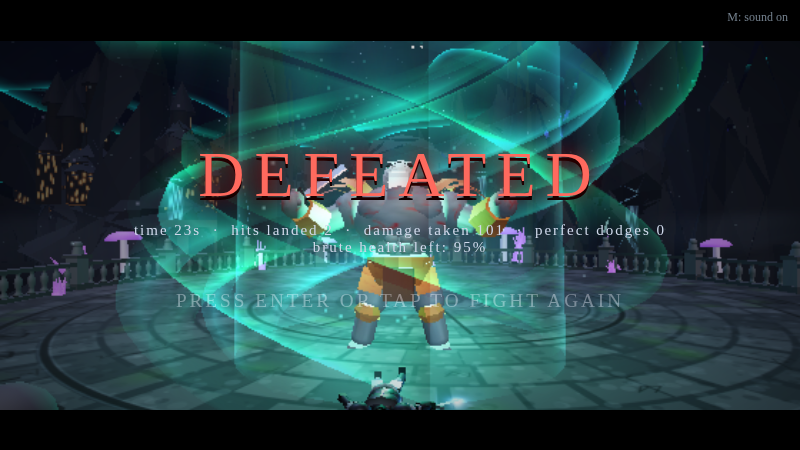 M: sound on
DEFEATED
time 23s · hits landed 2 · damage taken 101 · perfect dodges 0
brute health left: 95%
PRESS ENTER OR TAP TO FIGHT AGAIN